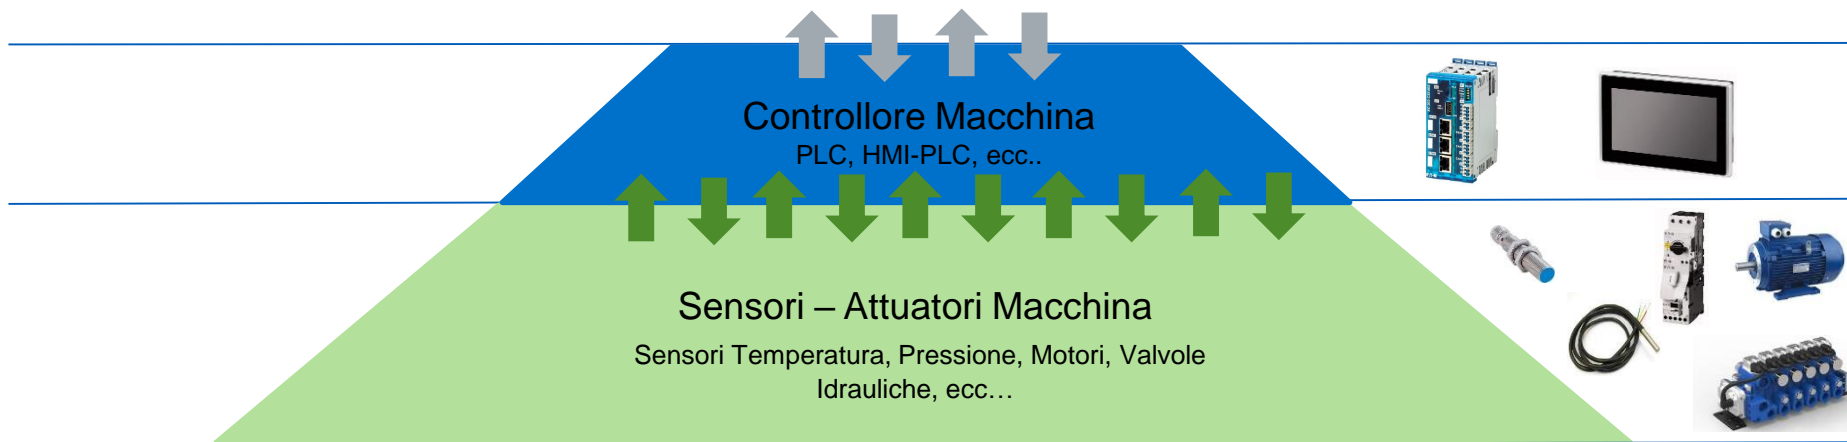 Controllore Macchina
PLC, HMI-PLC, ecc..
Sensori – Attuatori Macchina
Sensori Temperatura, Pressione, Motori, Valvole
Idrauliche, ecc…